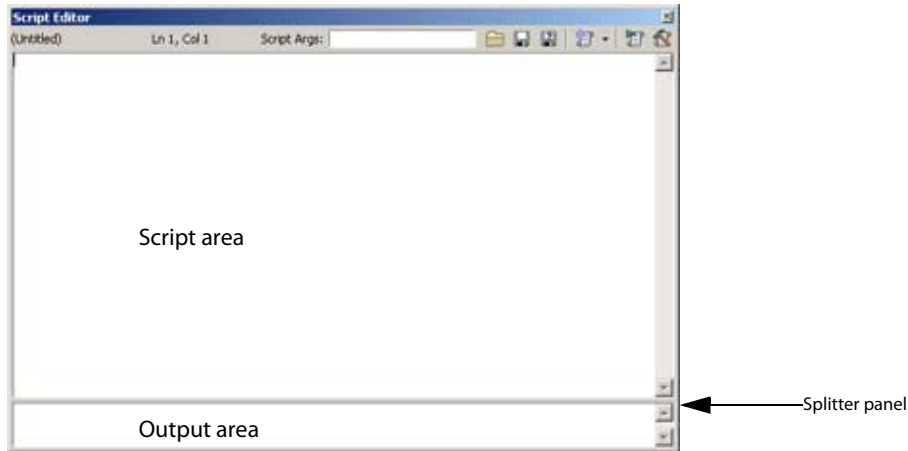 Script Editor
(Untitled) Ln 1, Col 1 Script Args:
Script area
Splitter panel
Output area